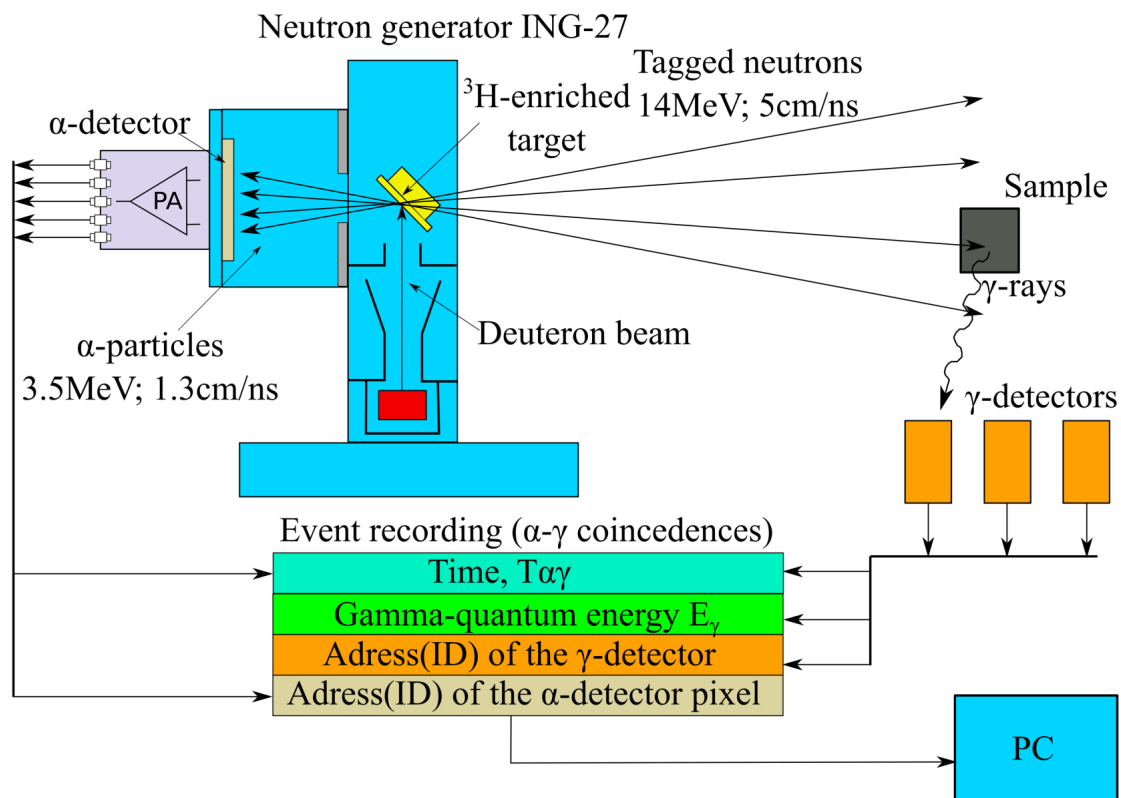 Neutron generator ING-27
Tagged neutrons
14MeV; 5cm/ns
³H-enriched
target
α-detector
PA
Sample
γ-rays
Deuteron beam
α-particles
3.5MeV; 1.3cm/ns
γ-detectors
Event recording (α-γ coincedences)
Time, Tαγ
Gamma-quantum energy Eᵧ
Adress(ID) of the γ-detector
Adress(ID) of the α-detector pixel
PC